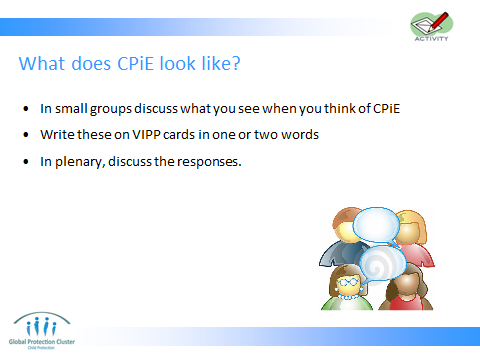 ACTIVITY
What does CPiE look like?
• In small groups discuss what you see when you think of CPiE
• Write these on VIPP cards in one or two words
• In plenary, discuss the responses.
Global Protection Cluster
Child Protection